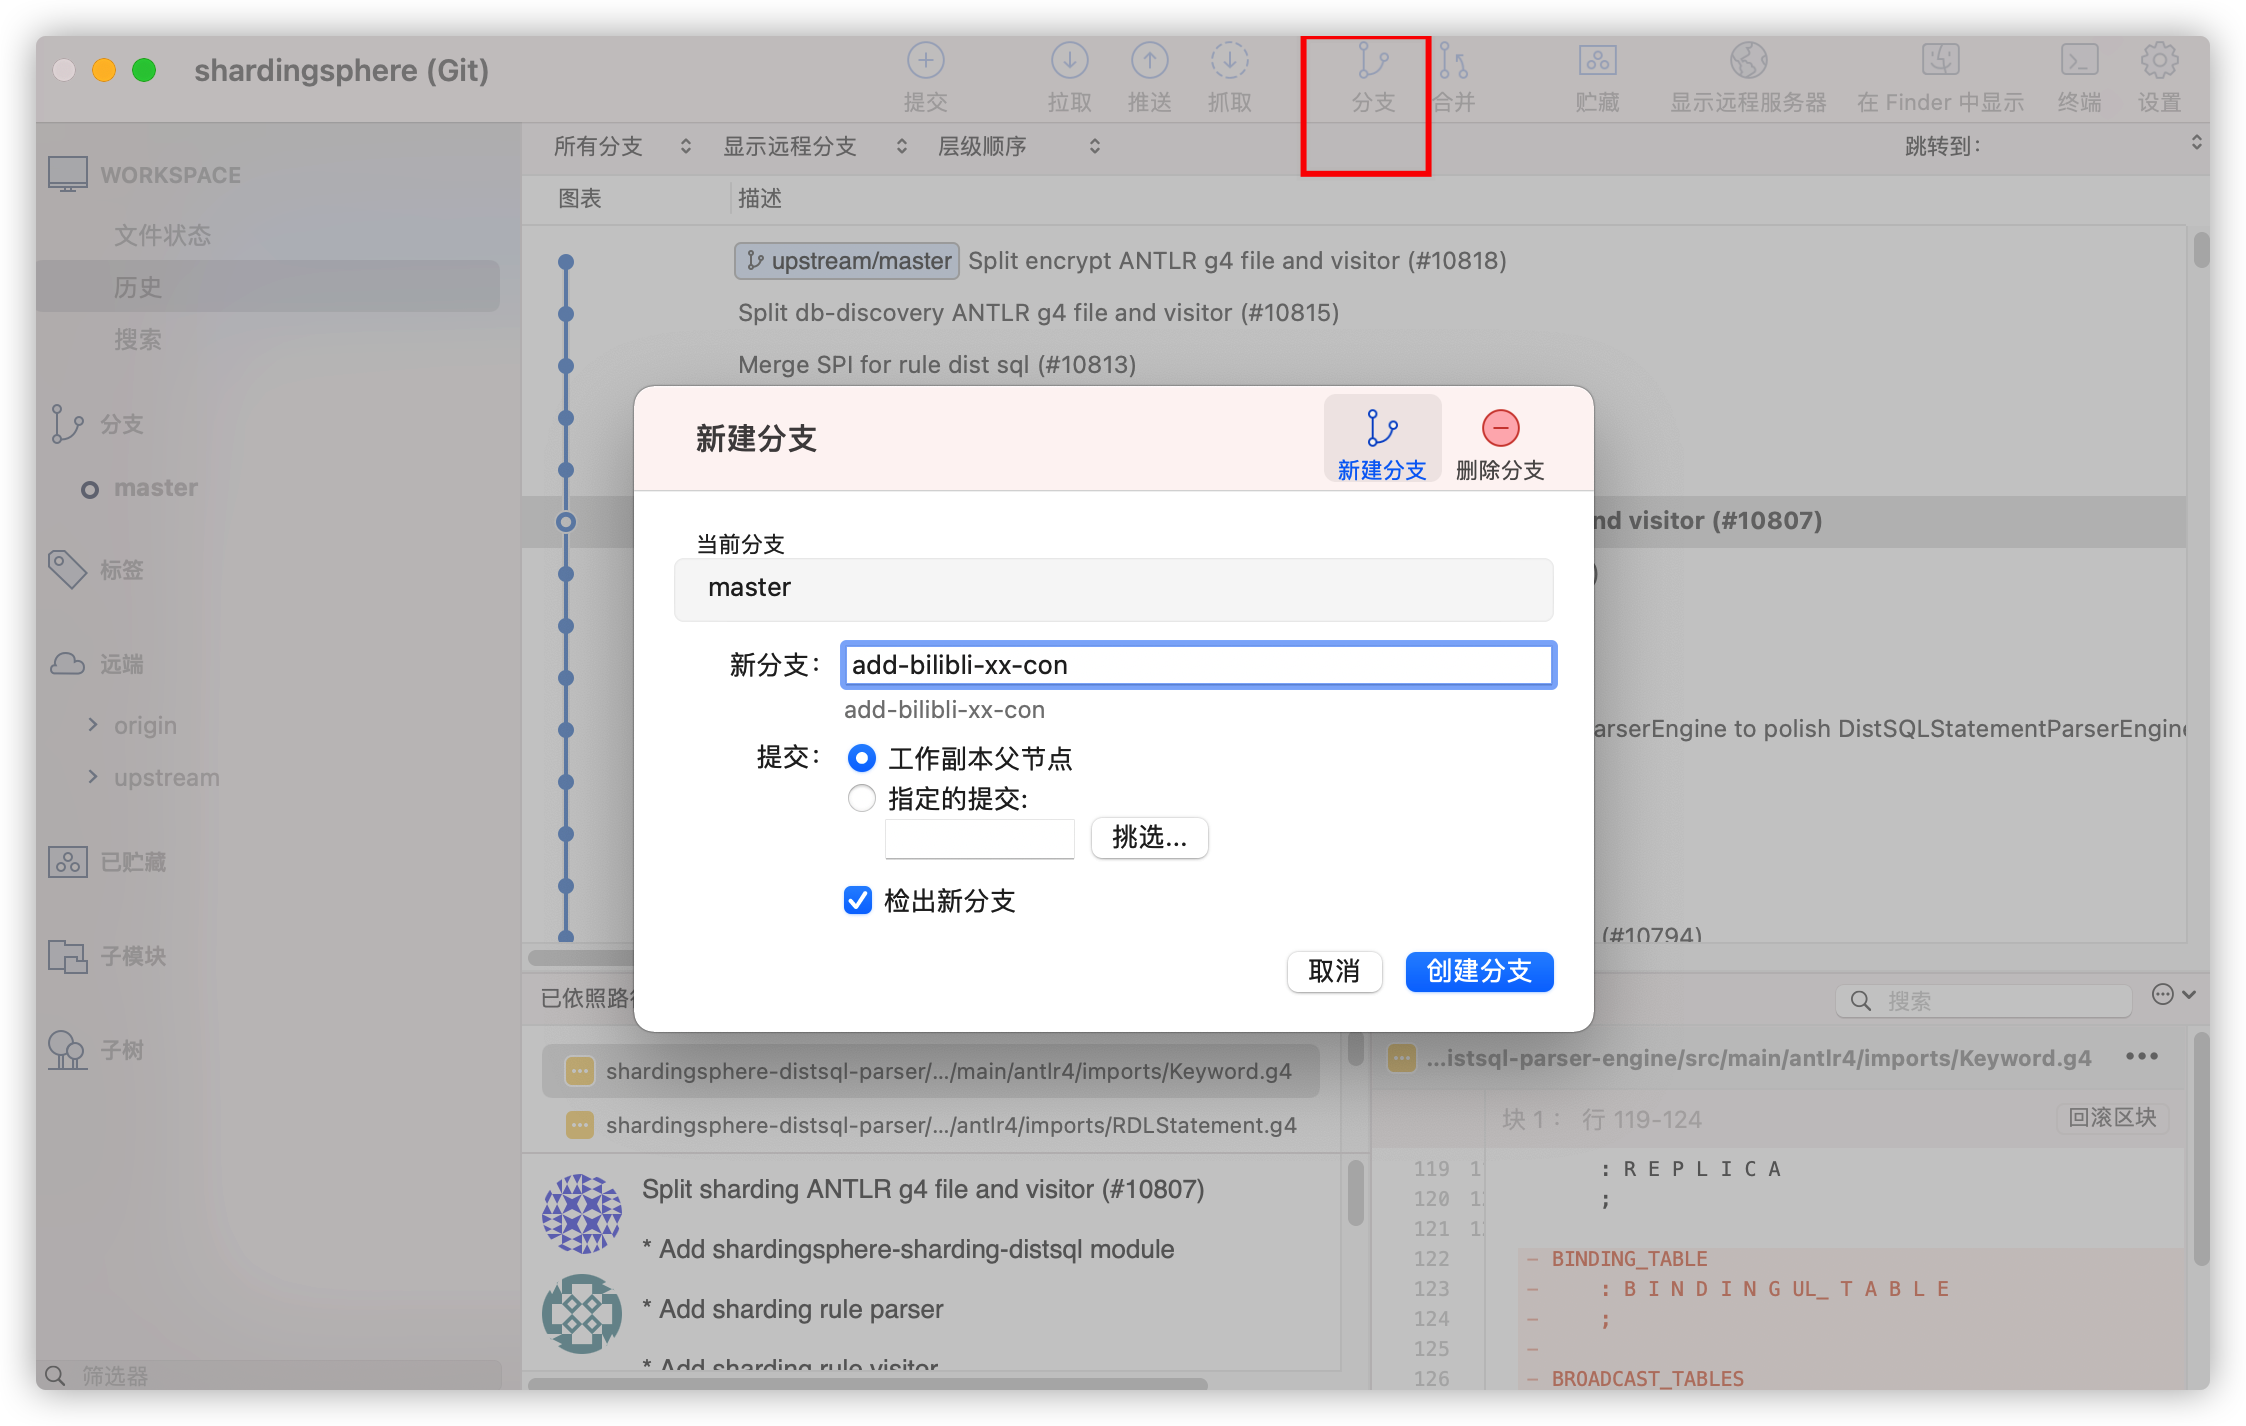 shardingsphere (Git)
提交
拉取
推送
抓取
分支
合并
贮藏
显示远程服务器
在 Finder 中显示
终端
设置
WORKSPACE
文件状态
历史
搜索
分支
master
标签
远端
origin
upstream
已贮藏
子模块
子树
筛选器
所有分支
显示远程分支
层级顺序
跳转到:
图表
描述
upstream/master Split encrypt ANTLR g4 file and visitor (#10818)
Split db-discovery ANTLR g4 file and visitor (#10815)
Merge SPI for rule dist sql (#10813)
nd visitor (#10807)
)
arserEngine to polish DistSQLStatementParserEngine
(#10794)
新建分支
新建分支
删除分支
当前分支
master
新分支: add-bilibli-xx-con
add-bilibli-xx-con
提交: 工作副本父节点
指定的提交:
挑选...
检出新分支
取消
创建分支
已依照路
搜索
shardingsphere-distsql-parser/.../main/antlr4/imports/Keyword.g4
shardingsphere-distsql-parser/.../antlr4/imports/RDLStatement.g4
Split sharding ANTLR g4 file and visitor (#10807)
* Add shardingsphere-sharding-distsql module
* Add sharding rule parser
* Add sharding rule visitor
...istsql-parser-engine/src/main/antlr4/imports/Keyword.g4
块 1： 行 119-124
回滚区块
119 : R E P L I C A
120 ;
121
122 - BINDING_TABLE
123 - : B I N D I N G UL_ T A B L E
124 - ;
125 -
126 - BROADCAST_TABLES